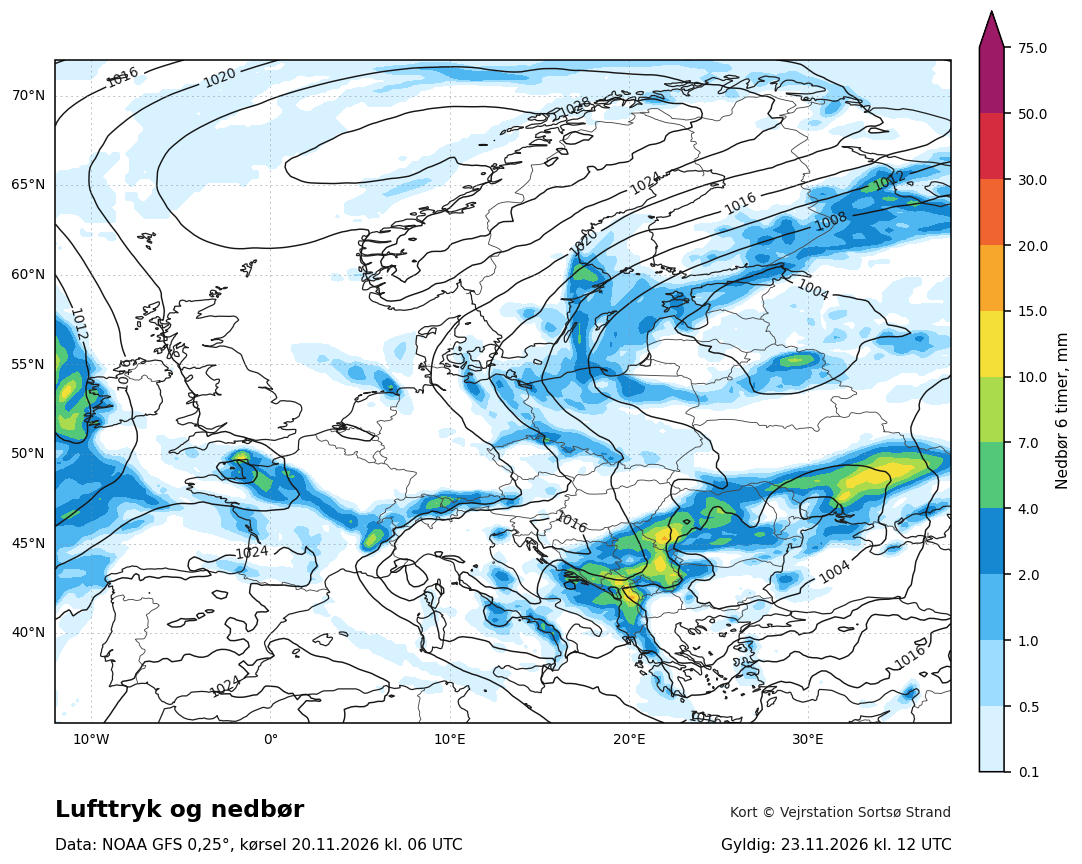 75.0
50.0
30.0
20.0
15.0
10.0
7.0
4.0
2.0
1.0
0.5
0.1
Nedbør 6 timer, mm
70°N
65°N
60°N
55°N
50°N
45°N
40°N
10°W
0°
10°E
20°E
30°E
1016
1020
1028
1024
1012
1016
1008
1020
1004
1012
1016
1024
1004
1016
1024
1016
Lufttryk og nedbør
Kort © Vejrstation Sortsø Strand
Data: NOAA GFS 0,25°, kørsel 20.11.2026 kl. 06 UTC
Gyldig: 23.11.2026 kl. 12 UTC